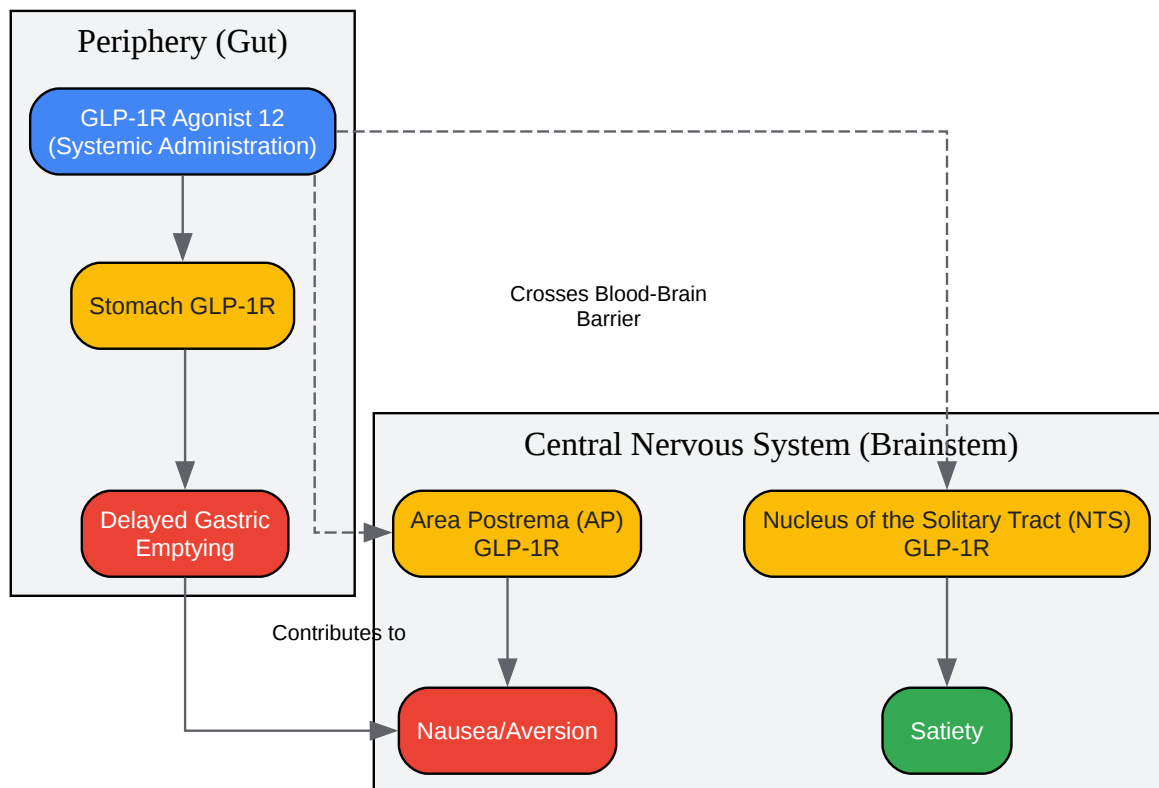 Periphery (Gut)
GLP-1R Agonist 12
(Systemic Administration)
Stomach GLP-1R
Crosses Blood-Brain
Barrier
Central Nervous System (Brainstem)
Delayed Gastric
Emptying
Area Postrema (AP)
GLP-1R
Nucleus of the Solitary Tract (NTS)
GLP-1R
Contributes to
Nausea/Aversion
Satiety